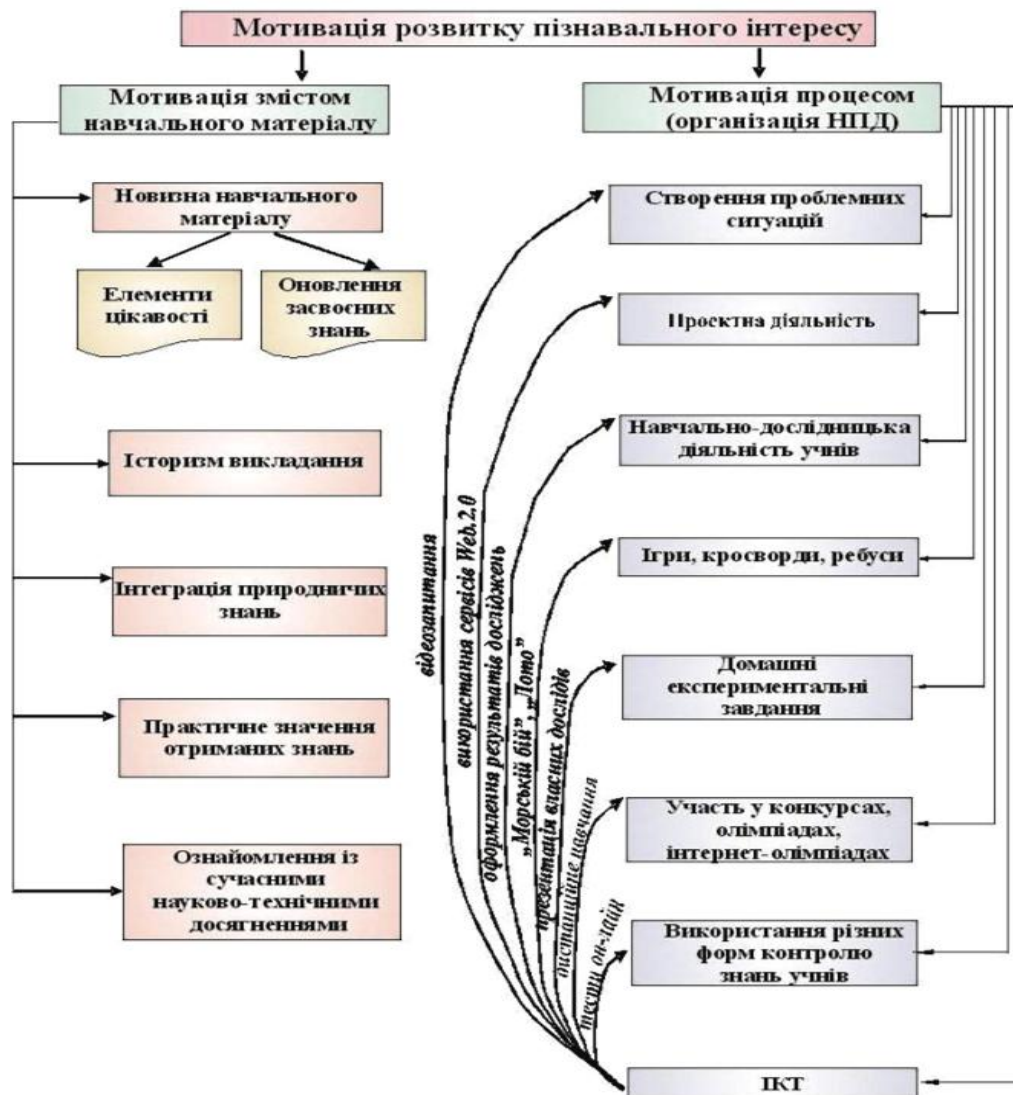 Мотивація розвитку пізнавального інтересу
Мотивація змістом
навчального матеріалу
Новизна навчального
матеріалу
Елементи
цікавості
Оновлення
засвоєних
знань
Історизм викладання
Інтеграція природничих
знань
Практичне значення
отриманих знань
Ознайомлення із
сучасними
науково-технічними
досягненнями
Мотивація процесом
(організація НПД)
Створення проблемних
ситуацій
Проектна діяльність
Навчально-дослідницька
діяльність учнів
Ігри, кросворди, ребуси
Домашні
експериментальні
завдання
Участь у конкурсах,
олімпіадах,
інтернет-олімпіадах
Використання різних
форм контролю
знань учнів
ІКТ
відеозапитання
використання сервісів Web.2.0
оформлення результатів досліджень
„Морській бій”, „Лото”
презентація власних дослідів
дистанційне навчання
тести он-лайн